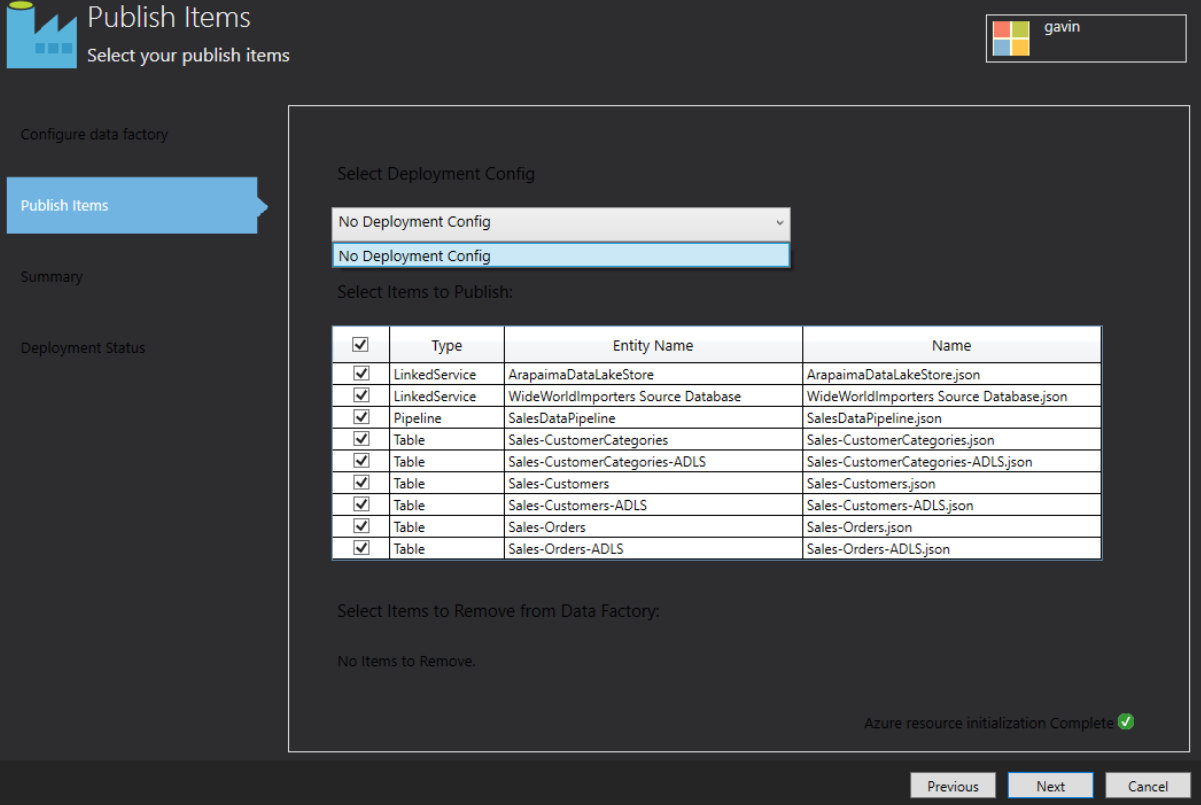 Publish Items
Select your publish items
gavin
Configure data factory
Publish Items
Summary
Deployment Status
Select Deployment Config
No Deployment Config
No Deployment Config
Select Items to Publish:
Type Entity Name Name
LinkedService ArapaimaDataLakeStore ArapaimaDataLakeStore.json
LinkedService WideWorldImporters Source Database WideWorldImporters Source Database.json
Pipeline SalesDataPipeline SalesDataPipeline.json
Table Sales-CustomerCategories Sales-CustomerCategories.json
Table Sales-CustomerCategories-ADLS Sales-CustomerCategories-ADLS.json
Table Sales-Customers Sales-Customers.json
Table Sales-Customers-ADLS Sales-Customers-ADLS.json
Table Sales-Orders Sales-Orders.json
Table Sales-Orders-ADLS Sales-Orders-ADLS.json
Select Items to Remove from Data Factory:
No Items to Remove.
Azure resource initialization Complete
Previous Next Cancel